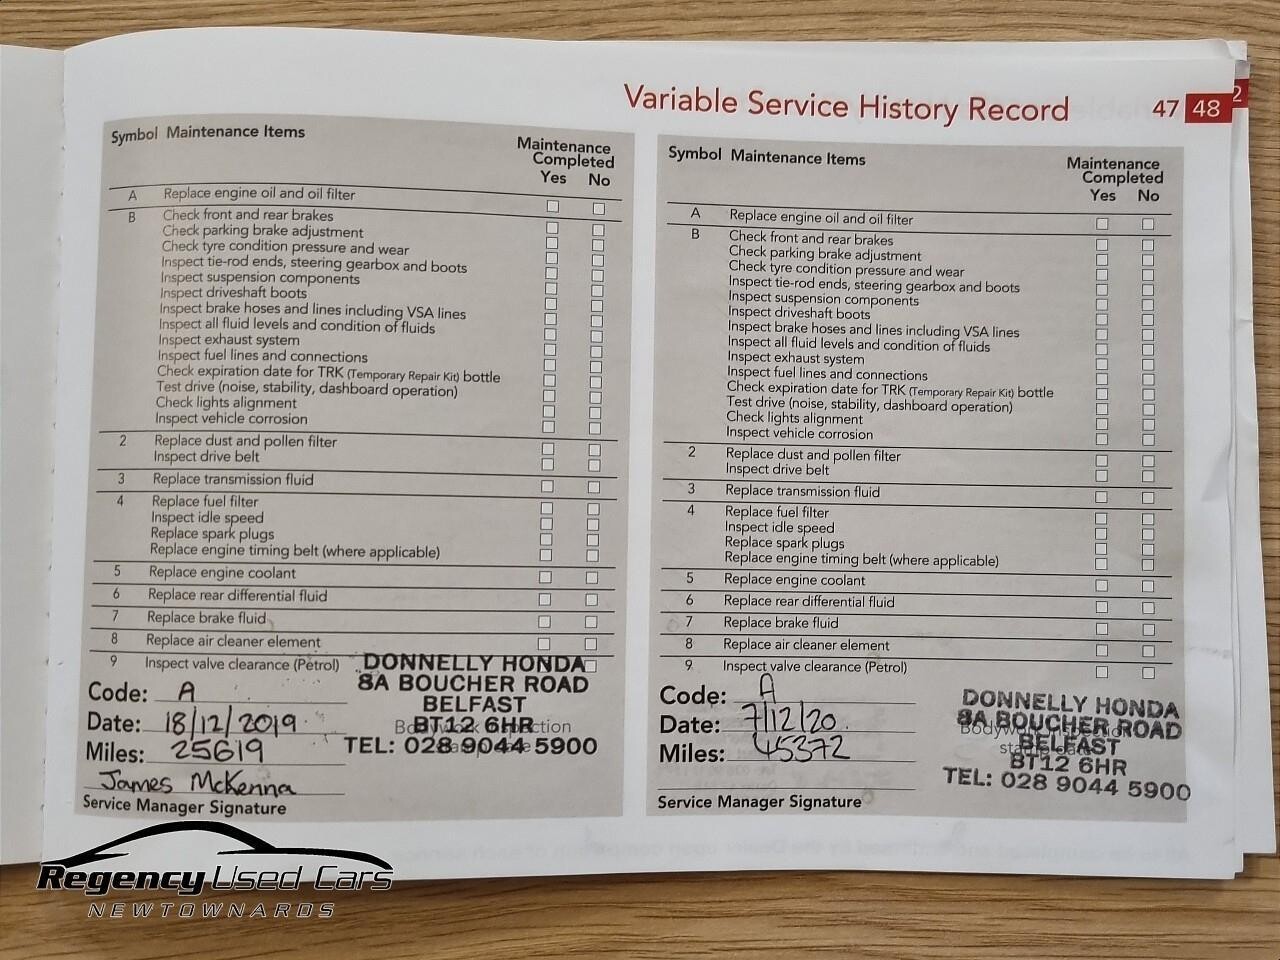 Variable Service History Record 47 48
2
Symbol Maintenance Items
Maintenance
Completed
Yes No
A Replace engine oil and oil filter
B Check front and rear brakes
Check parking brake adjustment
Check tyre condition pressure and wear
Inspect tie-rod ends, steering gearbox and boots
Inspect suspension components
Inspect driveshaft boots
Inspect brake hoses and lines including VSA lines
Inspect all fluid levels and condition of fluids
Inspect exhaust system
Inspect fuel lines and connections
Check expiration date for TRK (Temporary Repair Kit) bottle
Test drive (noise, stability, dashboard operation)
Check lights alignment
Inspect vehicle corrosion
2 Replace dust and pollen filter
Inspect drive belt
3 Replace transmission fluid
4 Replace fuel filter
Inspect idle speed
Replace spark plugs
Replace engine timing belt (where applicable)
5 Replace engine coolant
6 Replace rear differential fluid
7 Replace brake fluid
8 Replace air cleaner element
9 Inspect valve clearance (Petrol)
Code: A
Date: 18/12/2019
Miles: 25619
James McKenna
Service Manager Signature
DONNELLY HONDA
8A BOUCHER ROAD
BELFAST
BT12 6HR
TEL: 028 9044 5900
Symbol Maintenance Items
Maintenance
Completed
Yes No
A Replace engine oil and oil filter
B Check front and rear brakes
Check parking brake adjustment
Check tyre condition pressure and wear
Inspect tie-rod ends, steering gearbox and boots
Inspect suspension components
Inspect driveshaft boots
Inspect brake hoses and lines including VSA lines
Inspect all fluid levels and condition of fluids
Inspect exhaust system
Inspect fuel lines and connections
Check expiration date for TRK (Temporary Repair Kit) bottle
Test drive (noise, stability, dashboard operation)
Check lights alignment
Inspect vehicle corrosion
2 Replace dust and pollen filter
Inspect drive belt
3 Replace transmission fluid
4 Replace fuel filter
Inspect idle speed
Replace spark plugs
Replace engine timing belt (where applicable)
5 Replace engine coolant
6 Replace rear differential fluid
7 Replace brake fluid
8 Replace air cleaner element
9 Inspect valve clearance (Petrol)
Code: A
Date: 7/12/20
Miles: 45372
Service Manager Signature
DONNELLY HONDA
8A BOUCHER ROAD
BELFAST
BT12 6HR
TEL: 028 9044 5900
Regency Used Cars
NEWTOWNARDS